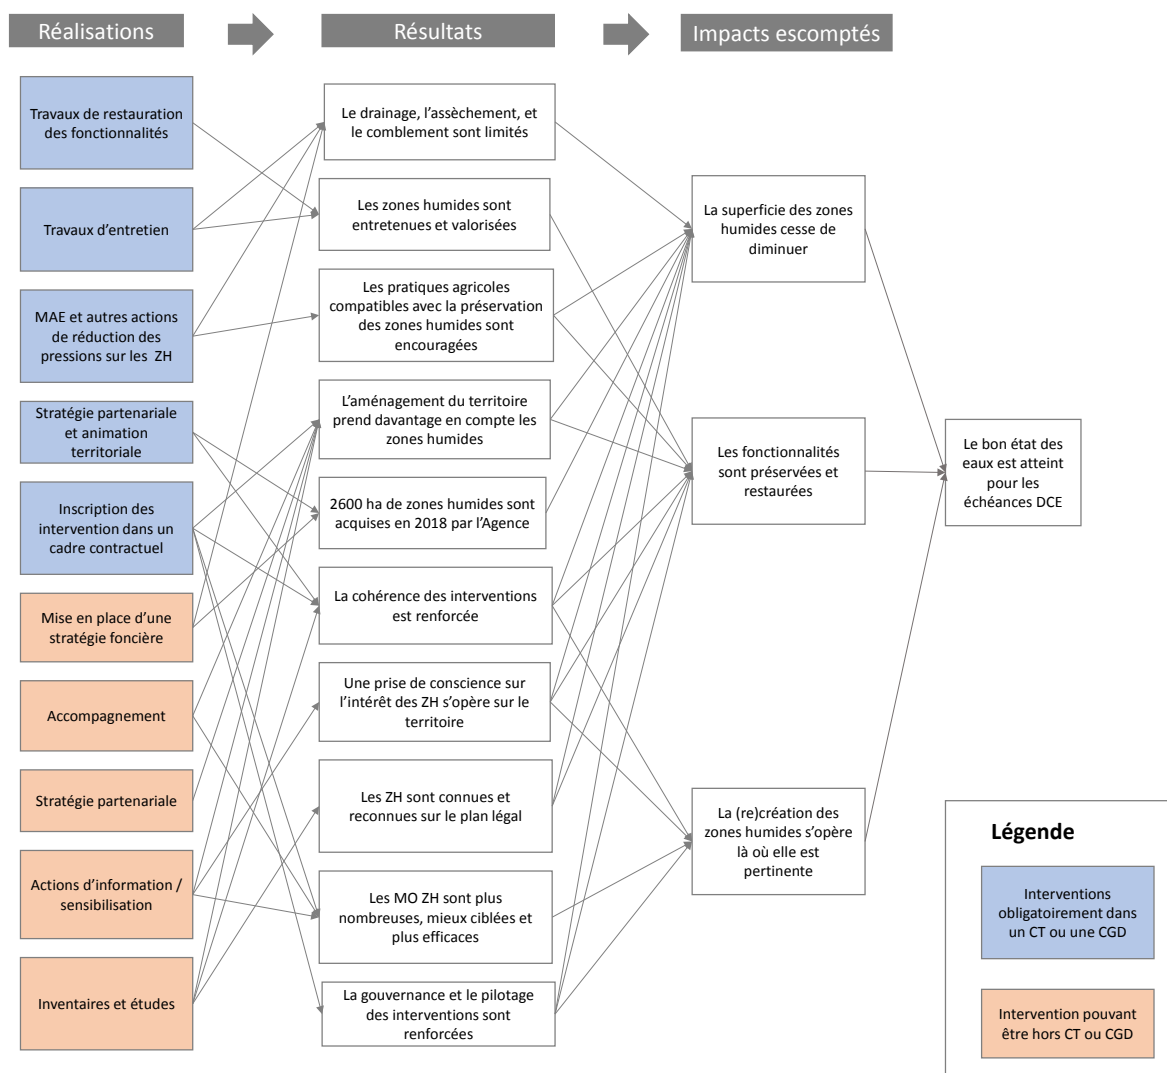 Réalisations
Résultats
Impacts escomptés
Travaux de restauration
des fonctionnalités
Travaux d'entretien
MAE et autres actions
de réduction des
pressions sur les ZH
Stratégie partenariale
et animation
territoriale
Inscription des
intervention dans un
cadre contractuel
Mise en place d'une
stratégie foncière
Accompagnement
Stratégie partenariale
Actions d'information /
sensibilisation
Inventaires et études
Le drainage, l'assèchement, et
le comblement sont limités
Les zones humides sont
entretenues et valorisées
Les pratiques agricoles
compatibles avec la préservation
des zones humides sont
encouragées
L'aménagement du territoire
prend davantage en compte les
zones humides
2600 ha de zones humides sont
acquises en 2018 par l'Agence
La cohérence des interventions
est renforcée
Une prise de conscience sur
l'intérêt des ZH s'opère sur le
territoire
Les ZH sont connues et
reconnues sur le plan légal
Les MO ZH sont plus
nombreuses, mieux ciblées et
plus efficaces
La gouvernance et le pilotage
des interventions sont
renforcées
La superficie des zones
humides cesse de
diminuer
Les fonctionnalités
sont préservées et
restaurées
La (re)création des
zones humides s'opère
là où elle est
pertinente
Le bon état des
eaux est atteint
pour les
échéances DCE
Légende
Interventions
obligatoirement dans
un CT ou une CGD
Intervention pouvant
être hors CT ou CGD